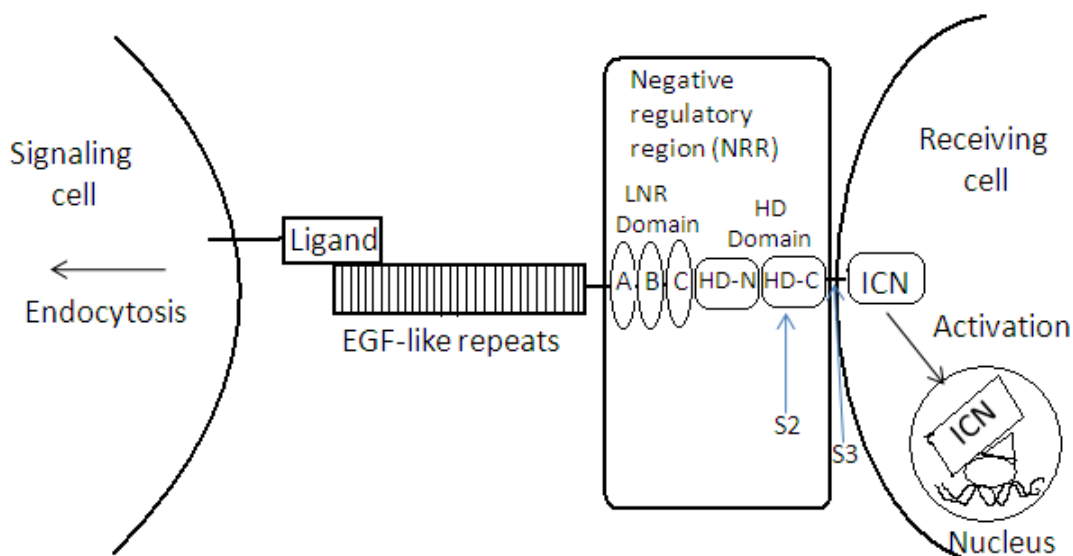 Signaling
cell
Endocytosis
Ligand
EGF-like repeats
Negative
regulatory
region (NRR)
LNR
Domain
HD
Domain
A B C HD-N HD-C
S2
S3
Receiving
cell
ICN
Activation
ICN
Nucleus